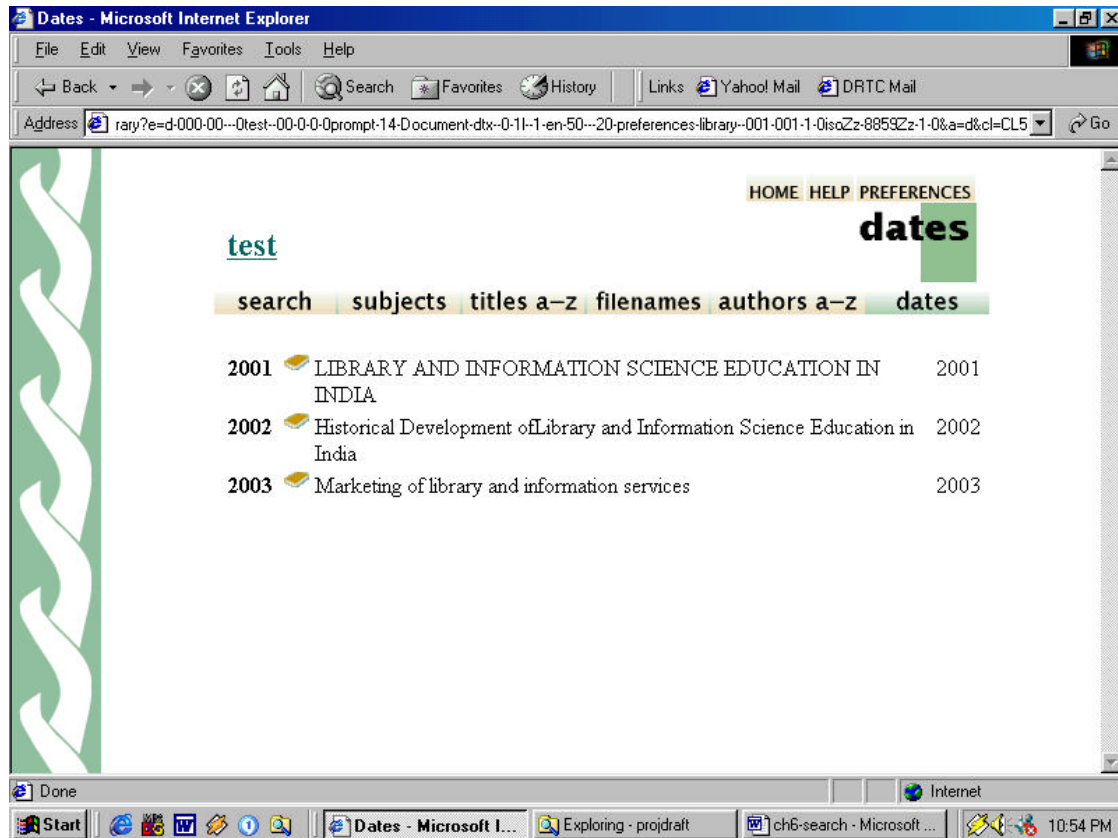 Dates - Microsoft Internet Explorer
File Edit View Favorites Tools Help
Back Search Favorites History Links Yahoo! Mail DRTC Mail
Address rary?e=d-000-00---0test--00-0-0-0prompt-14-Document-dtx--0-1l--1-en-50---20-preferences-library--001-001-1-0isoZz-8859Zz-1-0&a=d&cl=CL5 Go
HOME HELP PREFERENCES
dates
test
search subjects titles a–z filenames authors a–z dates
2001 LIBRARY AND INFORMATION SCIENCE EDUCATION IN 2001
INDIA
2002 Historical Development ofLibrary and Information Science Education in 2002
India
2003 Marketing of library and information services 2003
Done Internet
Start Dates - Microsoft I... Exploring - projdraft ch6-search - Microsoft ... 10:54 PM